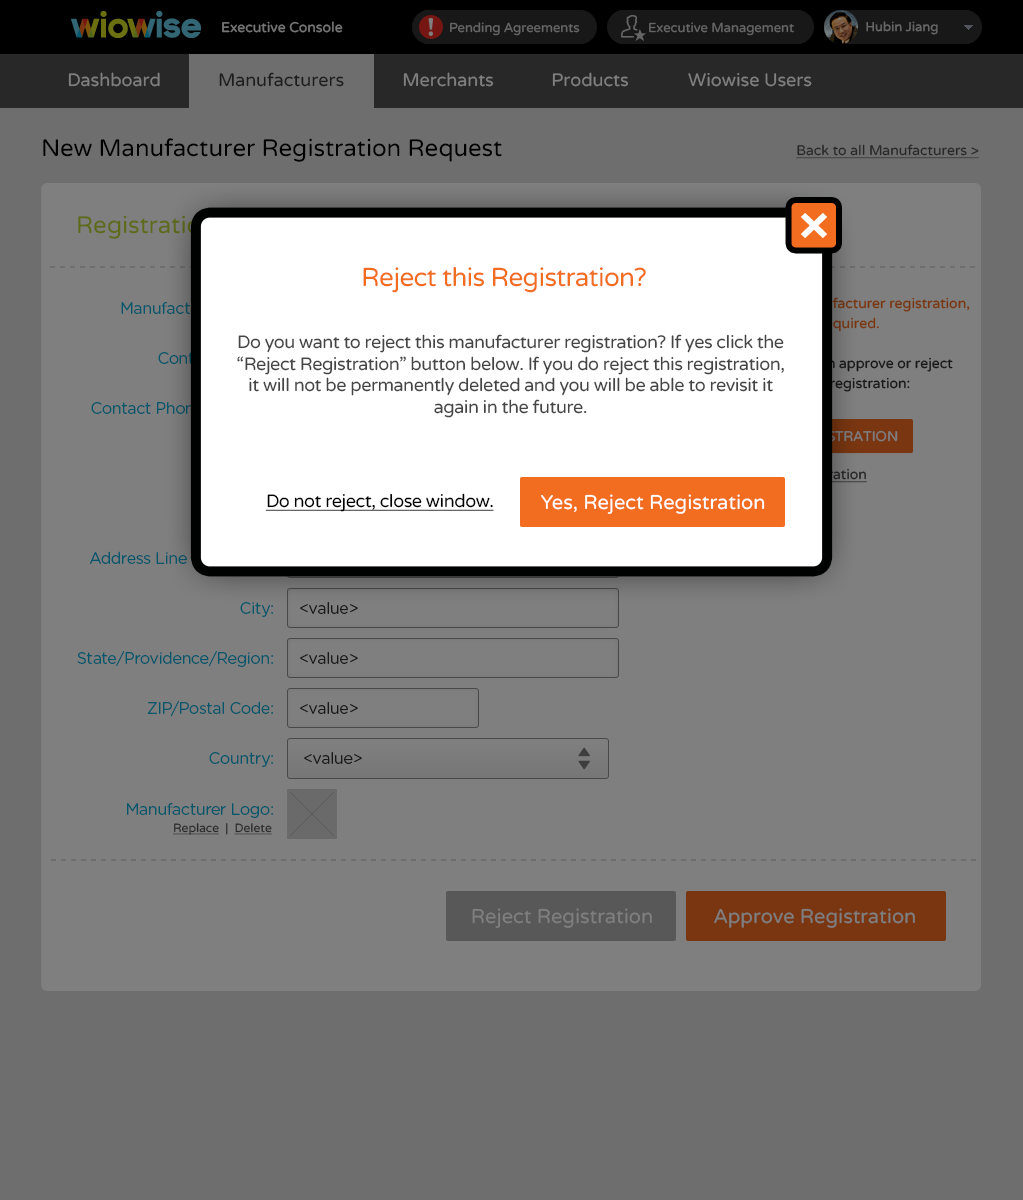 wiowise Executive Console Pending Agreements Executive Management Hubin Jiang
Dashboard Manufacturers Merchants Products Wiowise Users
New Manufacturer Registration Request
Back to all Manufacturers >
Reject this Registration?
Do you want to reject this manufacturer registration? If yes click the
“Reject Registration” button below. If you do reject this registration,
it will not be permanently deleted and you will be able to revisit it
again in the future.
Do not reject, close window. Yes, Reject Registration
registration,
approve or reject
registration:
Contact
Address Line
City: <value>
State/Providence/Region: <value>
ZIP/Postal Code: <value>
Country: <value>
Manufacturer Logo:
Replace | Delete
Reject Registration Approve Registration